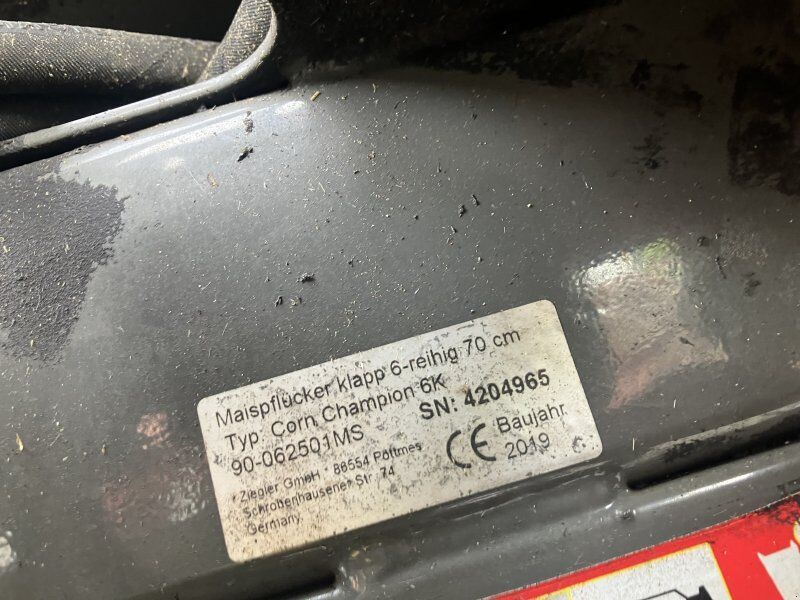 Maispflücker klapp 6-reihig 70 cm
Typ: Corn Champion 6K
90-062501MS
SN: 4204965
Ziegler GmbH - 86554 Pöttmes
Schrobenhausener Str. 74
Germany
CE Baujahr
2019